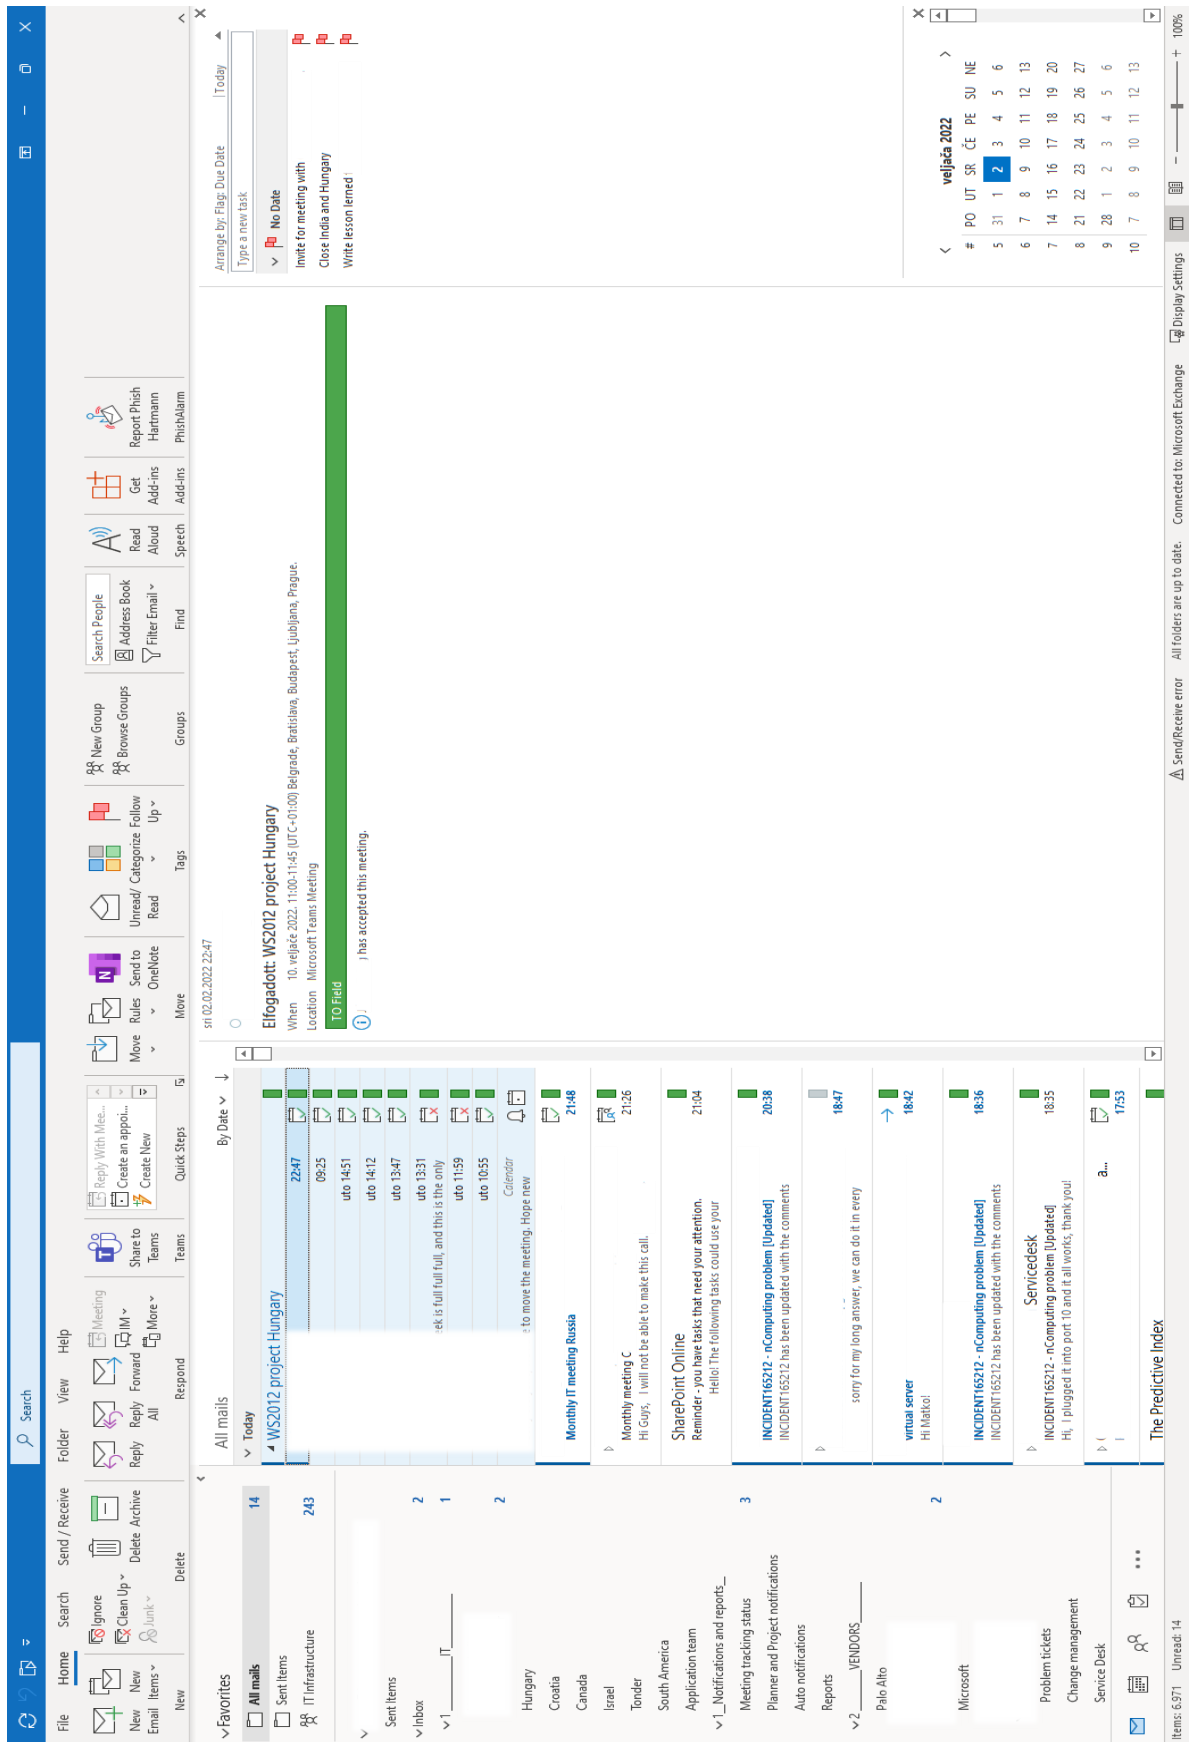 Search
File Home Search Send / Receive Folder View Help
New Email
New Items
New
Ignore
Clean Up
Junk
Delete
Archive
Delete
Reply
Reply All
Forward
Meeting
IM
More
Respond
Share to Teams
Teams
Reply With Mee...
Create an appoi...
Create New
Quick Steps
Move
Rules
Send to OneNote
Move
Unread/ Read
Categorize
Follow Up
Tags
New Group
Browse Groups
Groups
Search People
Address Book
Filter Email
Find
Read Aloud
Speech
Get Add-ins
Add-ins
Report Phish Hartmann
PhishAlarm
Favorites
All mails 14
Sent Items
IT Infrastructure 243
Sent Items
Inbox 2
1________IT________ 1
2
Hungary
Croatia
Canada
Israel
Tonder
South America
Application team
1__Notifications and reports__ 3
Meeting tracking status
Planner and Project notifications
Auto notifications
Reports
2______VENDORS______
Palo Alto
2
Microsoft
Problem tickets
Change management
Service Desk
All mails
By Date
Today
WS2012 project Hungary
22:47
09:25
uto 14:51
uto 14:12
uto 13:47
uto 13:31
ek is full full full, and this is the only
uto 11:59
uto 10:55
Calendar
e to move the meeting. Hope new
Monthly IT meeting Russia 21:48
Monthly meeting C 21:26
Hi Guys, I will not be able to make this call.
SharePoint Online
Reminder - you have tasks that need your attention. 21:04
Hello! The following tasks could use your
INCIDENT165212 - nComputing problem [Updated] 20:38
INCIDENT165212 has been updated with the comments
18:47
sorry for my long answer, we can do it in every
virtual server 18:42
Hi Matko!
INCIDENT165212 - nComputing problem [Updated] 18:36
INCIDENT165212 has been updated with the comments
Servicedesk
INCIDENT165212 - nComputing problem [Updated] 18:35
Hi, I plugged it into port 10 and it all works, thank you!
a...
17:53
The Predictive Index
sri 02.02.2022 22:47
Elfogadott: WS2012 project Hungary
When 10. veljače 2022. 11:00-11:45 (UTC+01:00) Belgrade, Bratislava, Budapest, Ljubljana, Prague.
Location Microsoft Teams Meeting
TO Field
has accepted this meeting.
Arrange by: Flag: Due Date Today
Type a new task
No Date
Invite for meeting with
Close India and Hungary
Write lesson lerned
veljača 2022
# PO UT SR ČE PE SU NE
5 31 1 2 3 4 5 6
6 7 8 9 10 11 12 13
7 14 15 16 17 18 19 20
8 21 22 23 24 25 26 27
9 28 1 2 3 4 5 6
10 7 8 9 10 11 12 13
Items: 6.971 Unread: 14 Send/Receive error All folders are up to date. Connected to: Microsoft Exchange Display Settings 100%